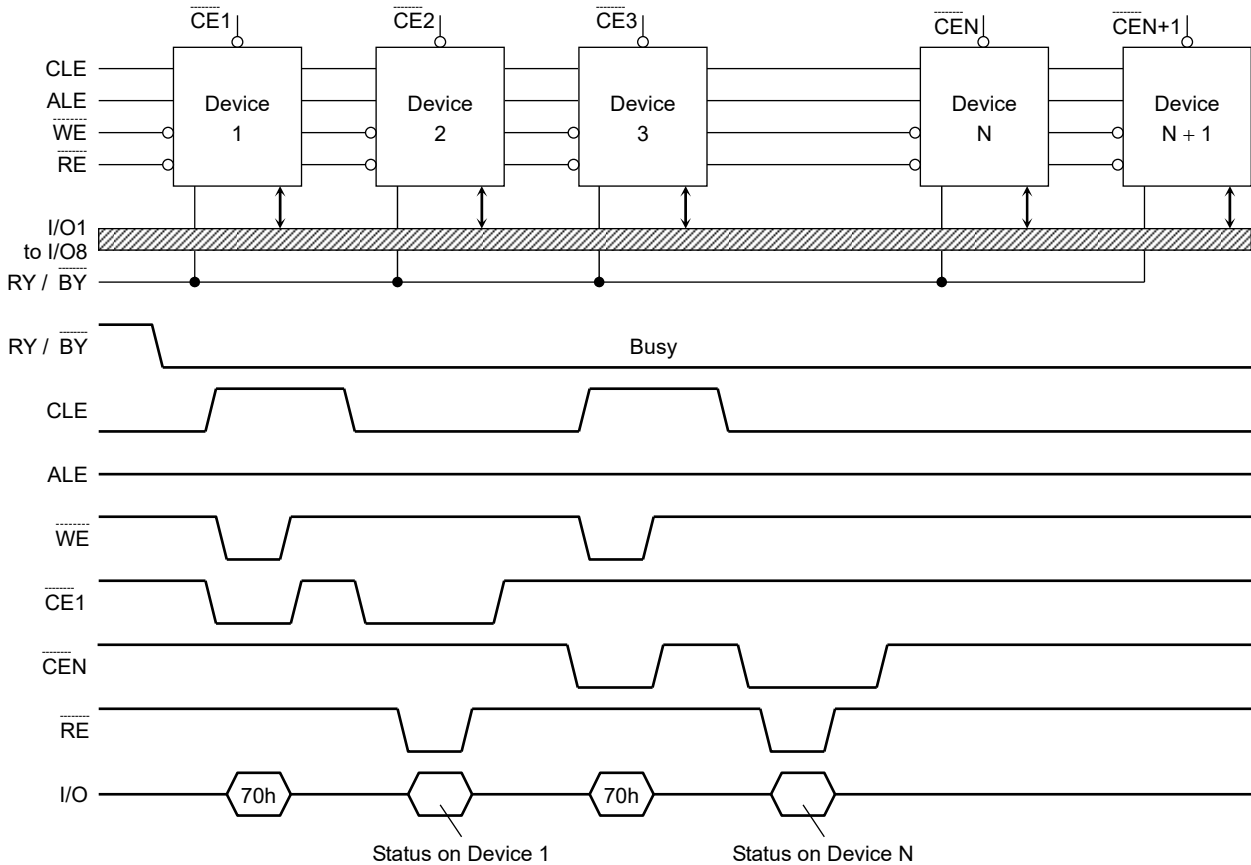 CE1 CE2 CE3 CEN CEN+1
CLE
ALE
WE
RE
Device
1
Device
2
Device
3
Device
N
Device
N + 1
I/O1
to I/O8
RY / BY
RY / BY
Busy
CLE
ALE
WE
CE1
CEN
RE
I/O
70h
70h
Status on Device 1
Status on Device N